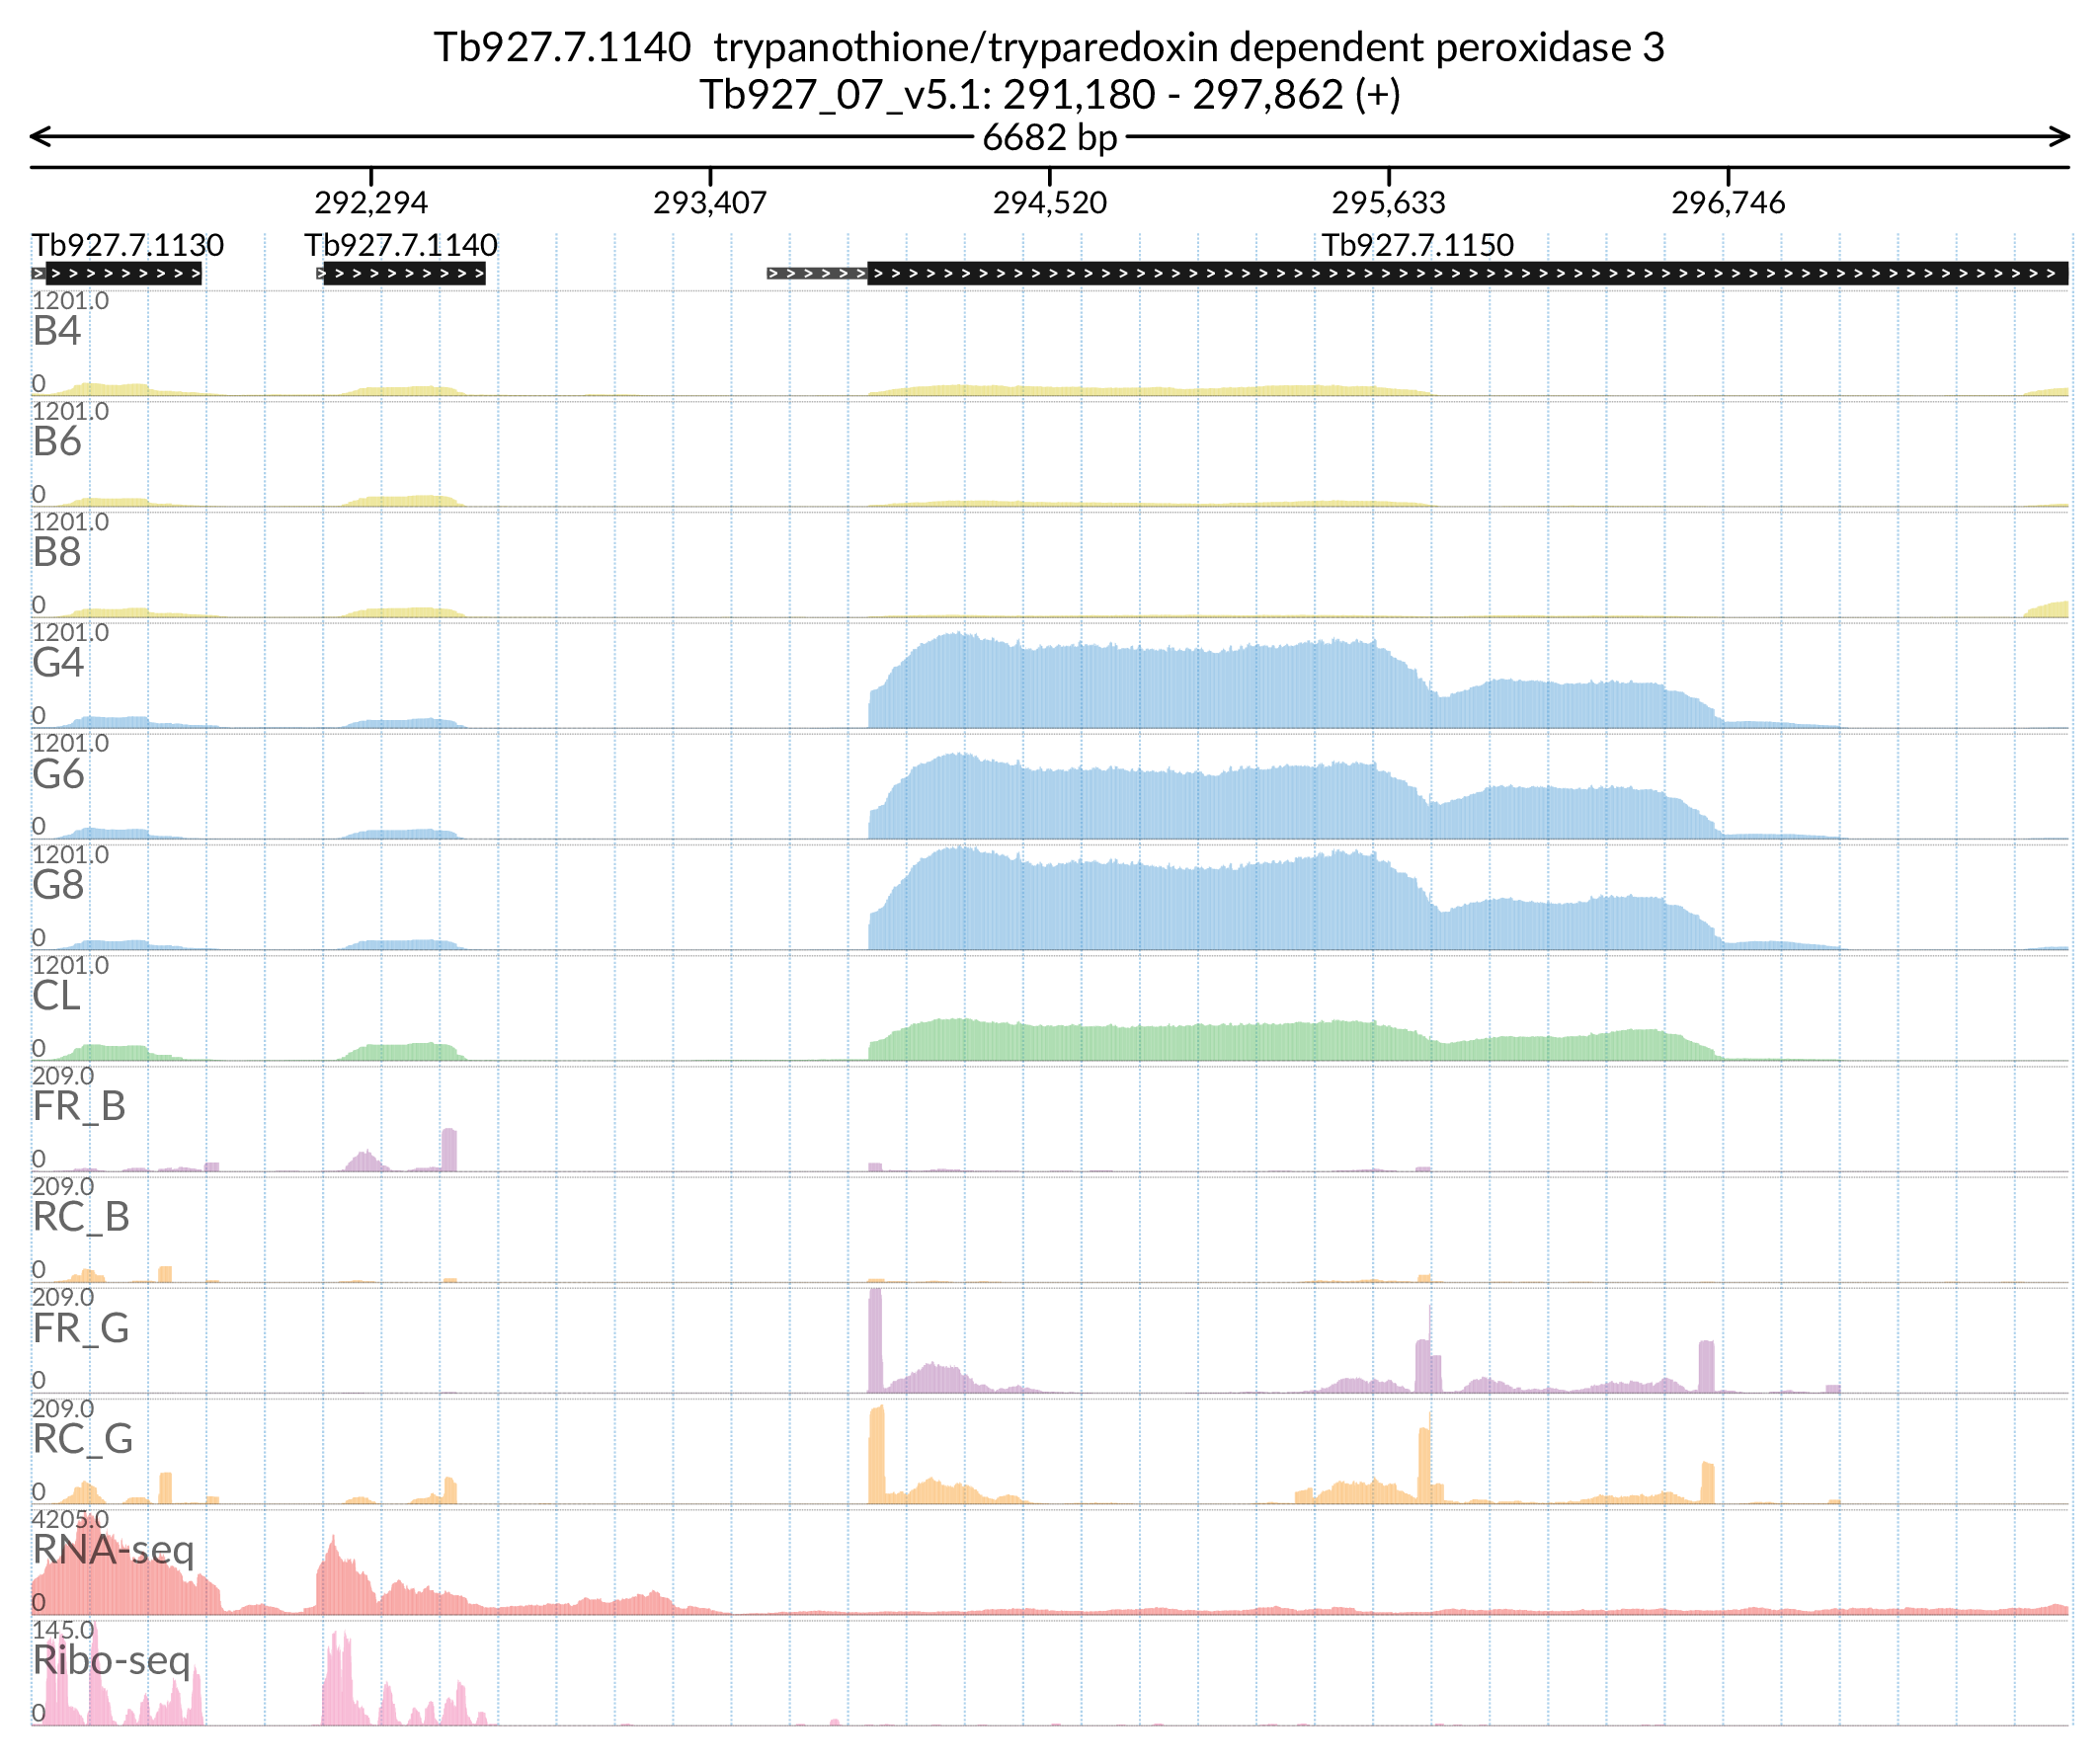 Tb927.7.1140 trypanothione/tryparedoxin dependent peroxidase 3
Tb927_07_v5.1: 291,180 - 297,862 (+)
6682 bp
292,294 293,407 294,520 295,633 296,746
Tb927.7.1130 Tb927.7.1140 Tb927.7.1150
1201.0
B4
0
1201.0
B6
0
1201.0
B8
0
1201.0
G4
0
1201.0
G6
0
1201.0
G8
0
1201.0
CL
0
209.0
FR_B
0
209.0
RC_B
0
209.0
FR_G
0
209.0
RC_G
0
4205.0
RNA-seq
0
145.0
Ribo-seq
0